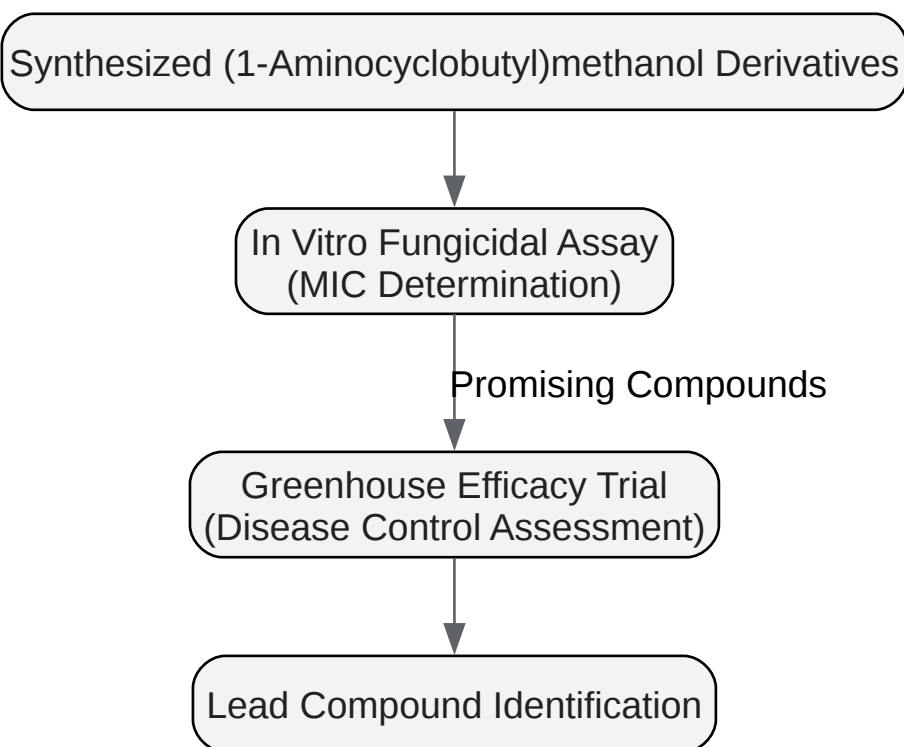 Synthesized (1-Aminocyclobutyl)methanol Derivatives
In Vitro Fungicidal Assay
(MIC Determination)
Promising Compounds
Greenhouse Efficacy Trial
(Disease Control Assessment)
Lead Compound Identification